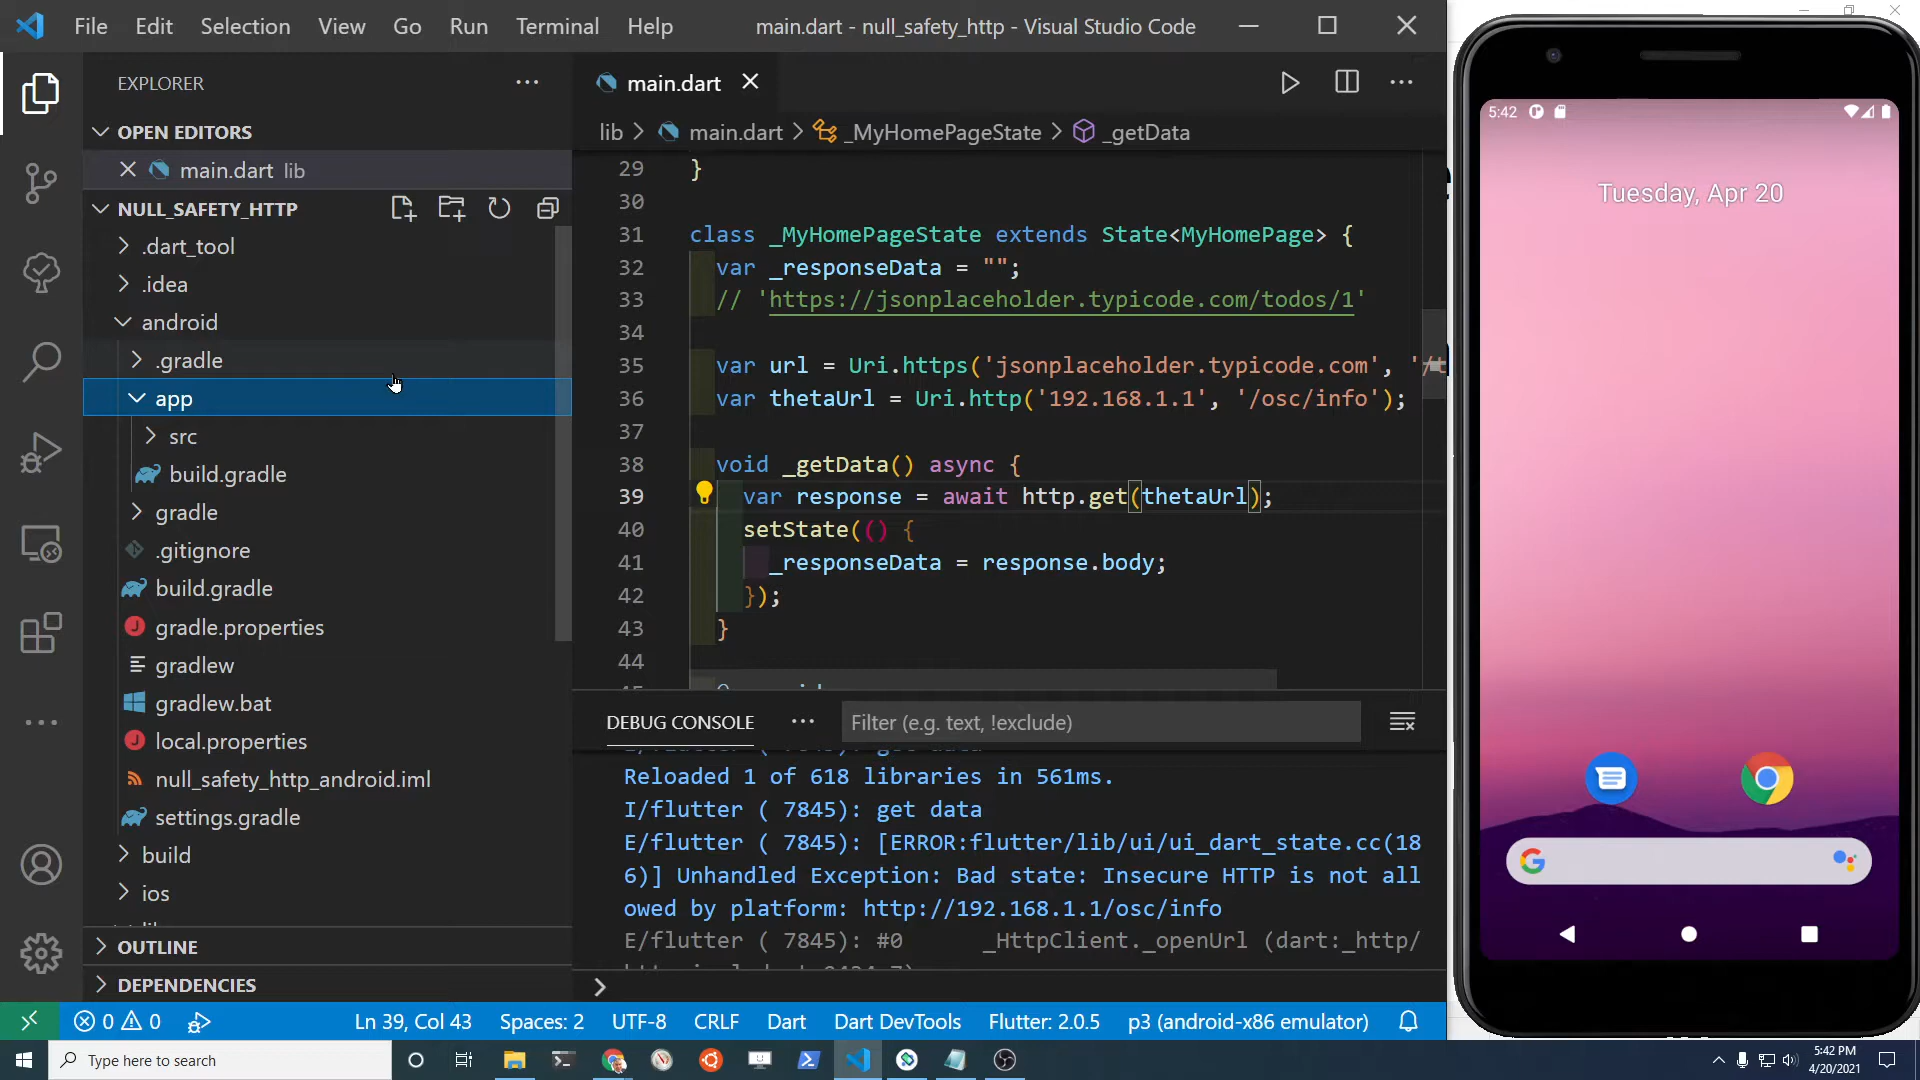 File Edit Selection View Go Run Terminal Help main.dart - null_safety_http - Visual Studio Code
EXPLORER
OPEN EDITORS
main.dart lib
NULL_SAFETY_HTTP
.dart_tool
.idea
android
.gradle
app
src
build.gradle
gradle
.gitignore
build.gradle
gradle.properties
gradlew
gradlew.bat
local.properties
null_safety_http_android.iml
settings.gradle
build
ios
OUTLINE
DEPENDENCIES
main.dart
lib > main.dart > _MyHomePageState > _getData
29 }
30
31 class _MyHomePageState extends State<MyHomePage> {
32 var _responseData = "";
33 // 'https://jsonplaceholder.typicode.com/todos/1'
34
35 var url = Uri.https('jsonplaceholder.typicode.com', '/t
36 var thetaUrl = Uri.http('192.168.1.1', '/osc/info');
37
38 void _getData() async {
39 var response = await http.get(thetaUrl);
40 setState(() {
41 _responseData = response.body;
42 });
43 }
44
DEBUG CONSOLE
Filter (e.g. text, !exclude)
Reloaded 1 of 618 libraries in 561ms.
I/flutter ( 7845): get data
E/flutter ( 7845): [ERROR:flutter/lib/ui/ui_dart_state.cc(18
6)] Unhandled Exception: Bad state: Insecure HTTP is not all
owed by platform: http://192.168.1.1/osc/info
E/flutter ( 7845): #0 _HttpClient._openUrl (dart:_http/
0 0 Ln 39, Col 43 Spaces: 2 UTF-8 CRLF Dart Dart DevTools Flutter: 2.0.5 p3 (android-x86 emulator)
5:42
Tuesday, Apr 20
Type here to search
5:42 PM
4/20/2021